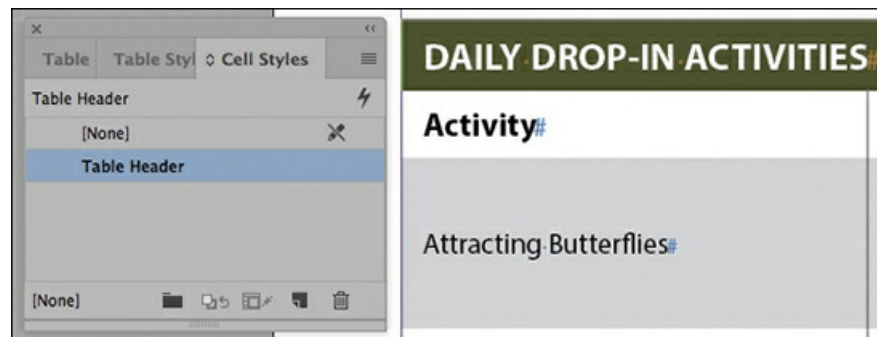 Table Table Styl Cell Styles
Table Header
[None]
Table Header
[None]
DAILY DROP-IN ACTIVITIES#
Activity#
Attracting Butterflies#